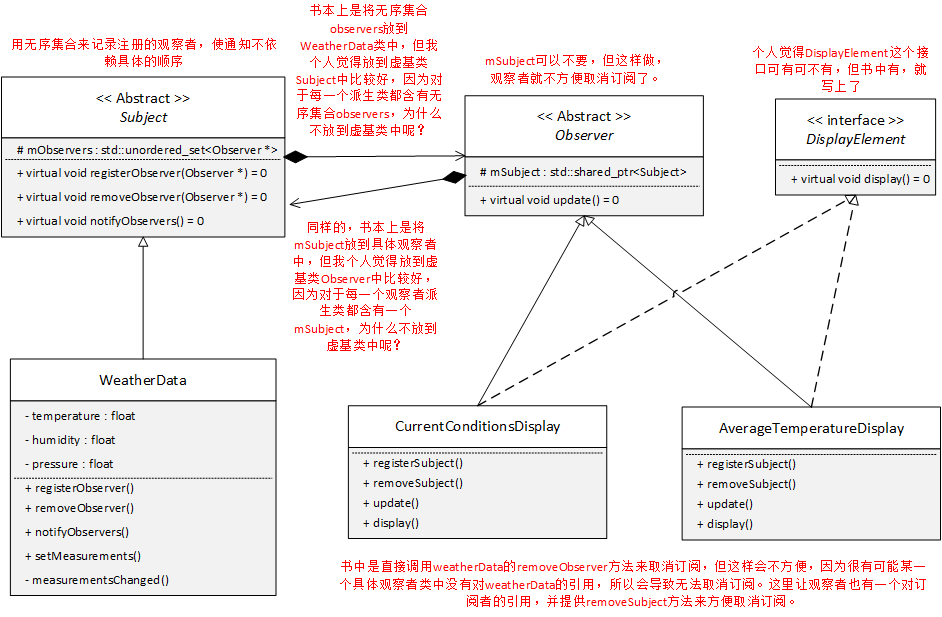 用无序集合来记录注册的观察者，使通知不依
赖具体的顺序
书本上是将无序集合
observers放到
WeatherData类中，但我
个人觉得放到虚基类
Subject中比较好，因为对
于每一个派生类都含有无
序集合observers，为什么
不放到虚基类中呢？
mSubject可以不要，但这样做，
观察者就不方便取消订阅了。
个人觉得DisplayElement这个接
口可有可不有，但书中有，就
写上了
<< Abstract >>
Subject
# mObservers : std::unordered_set<Observer *>
+ virtual void registerObserver(Observer *) = 0
+ virtual void removeObserver(Observer *) = 0
+ virtual void notifyObservers() = 0
<< Abstract >>
Observer
# mSubject : std::shared_ptr<Subject>
+ virtual void update() = 0
<< interface >>
DisplayElement
+ virtual void display() = 0
同样的，书本上是将
mSubject放到具体观察者
中，但我个人觉得放到虚
基类Observer中比较好，
因为对于每一个观察者派
生类都含有一个
mSubject，为什么不放到
虚基类中呢？
WeatherData
- temperature : float
- humidity : float
- pressure : float
+ registerObserver()
+ removeObserver()
+ notifyObservers()
+ setMeasurements()
- measurementsChanged()
CurrentConditionsDisplay
+ registerSubject()
+ removeSubject()
+ update()
+ display()
AverageTemperatureDisplay
+ registerSubject()
+ removeSubject()
+ update()
+ display()
书中是直接调用weatherData的removeObserver方法来取消订阅，但这样会不方便，因为很有可能某一
个具体观察者类中没有对weatherData的引用，所以会导致无法取消订阅。这里让观察者也有一个对订
阅者的引用，并提供removeSubject方法来方便取消订阅。